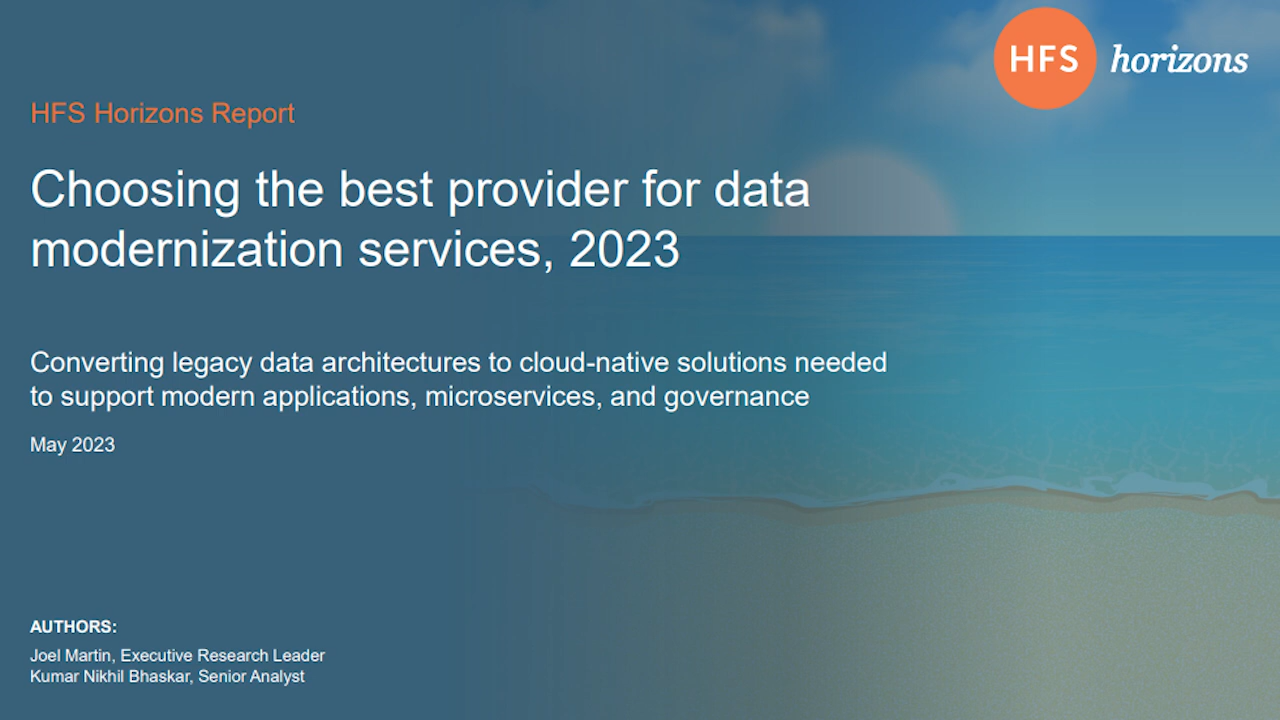 HFS horizons
HFS Horizons Report
Choosing the best provider for data
modernization services, 2023
Converting legacy data architectures to cloud-native solutions needed
to support modern applications, microservices, and governance
May 2023
AUTHORS:
Joel Martin, Executive Research Leader
Kumar Nikhil Bhaskar, Senior Analyst